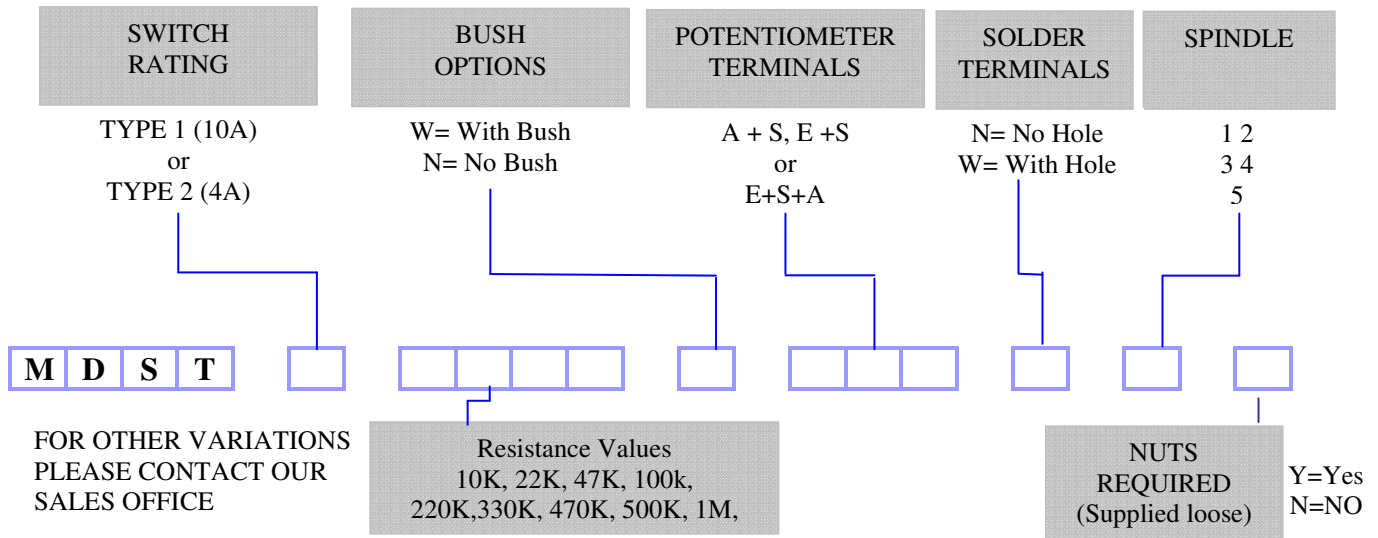 SWITCH
RATING
BUSH
OPTIONS
POTENTIOMETER
TERMINALS
SOLDER
TERMINALS
SPINDLE
TYPE 1 (10A)
or
TYPE 2 (4A)
W= With Bush
N= No Bush
A + S, E +S
or
E+S+A
N= No Hole
W= With Hole
1 2
3 4
5
M D S T
FOR OTHER VARIATIONS
PLEASE CONTACT OUR
SALES OFFICE
Resistance Values
10K, 22K, 47K, 100k,
220K,330K, 470K, 500K, 1M,
NUTS
REQUIRED
(Supplied loose)
Y=Yes
N=NO